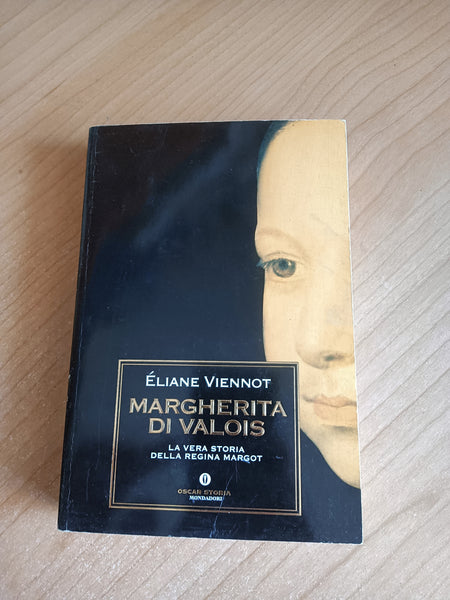 ÉLIANE VIENNOT
MARGHERITA
DI VALOIS
LA VERA STORIA
DELLA REGINA MARGOT
OSCAR STORIA
MONDADORI